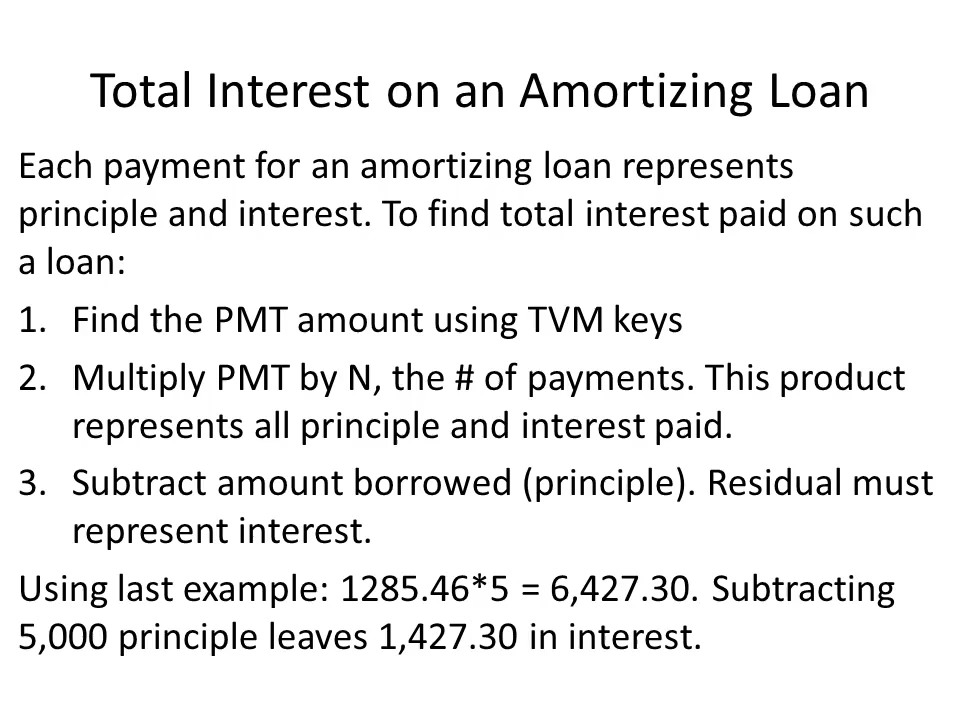 Total Interest on an Amortizing Loan
Each payment for an amortizing loan represents
principle and interest. To find total interest paid on such
a loan:
1. Find the PMT amount using TVM keys
2. Multiply PMT by N, the # of payments. This product
represents all principle and interest paid.
3. Subtract amount borrowed (principle). Residual must
represent interest.
Using last example: 1285.46*5 = 6,427.30. Subtracting
5,000 principle leaves 1,427.30 in interest.